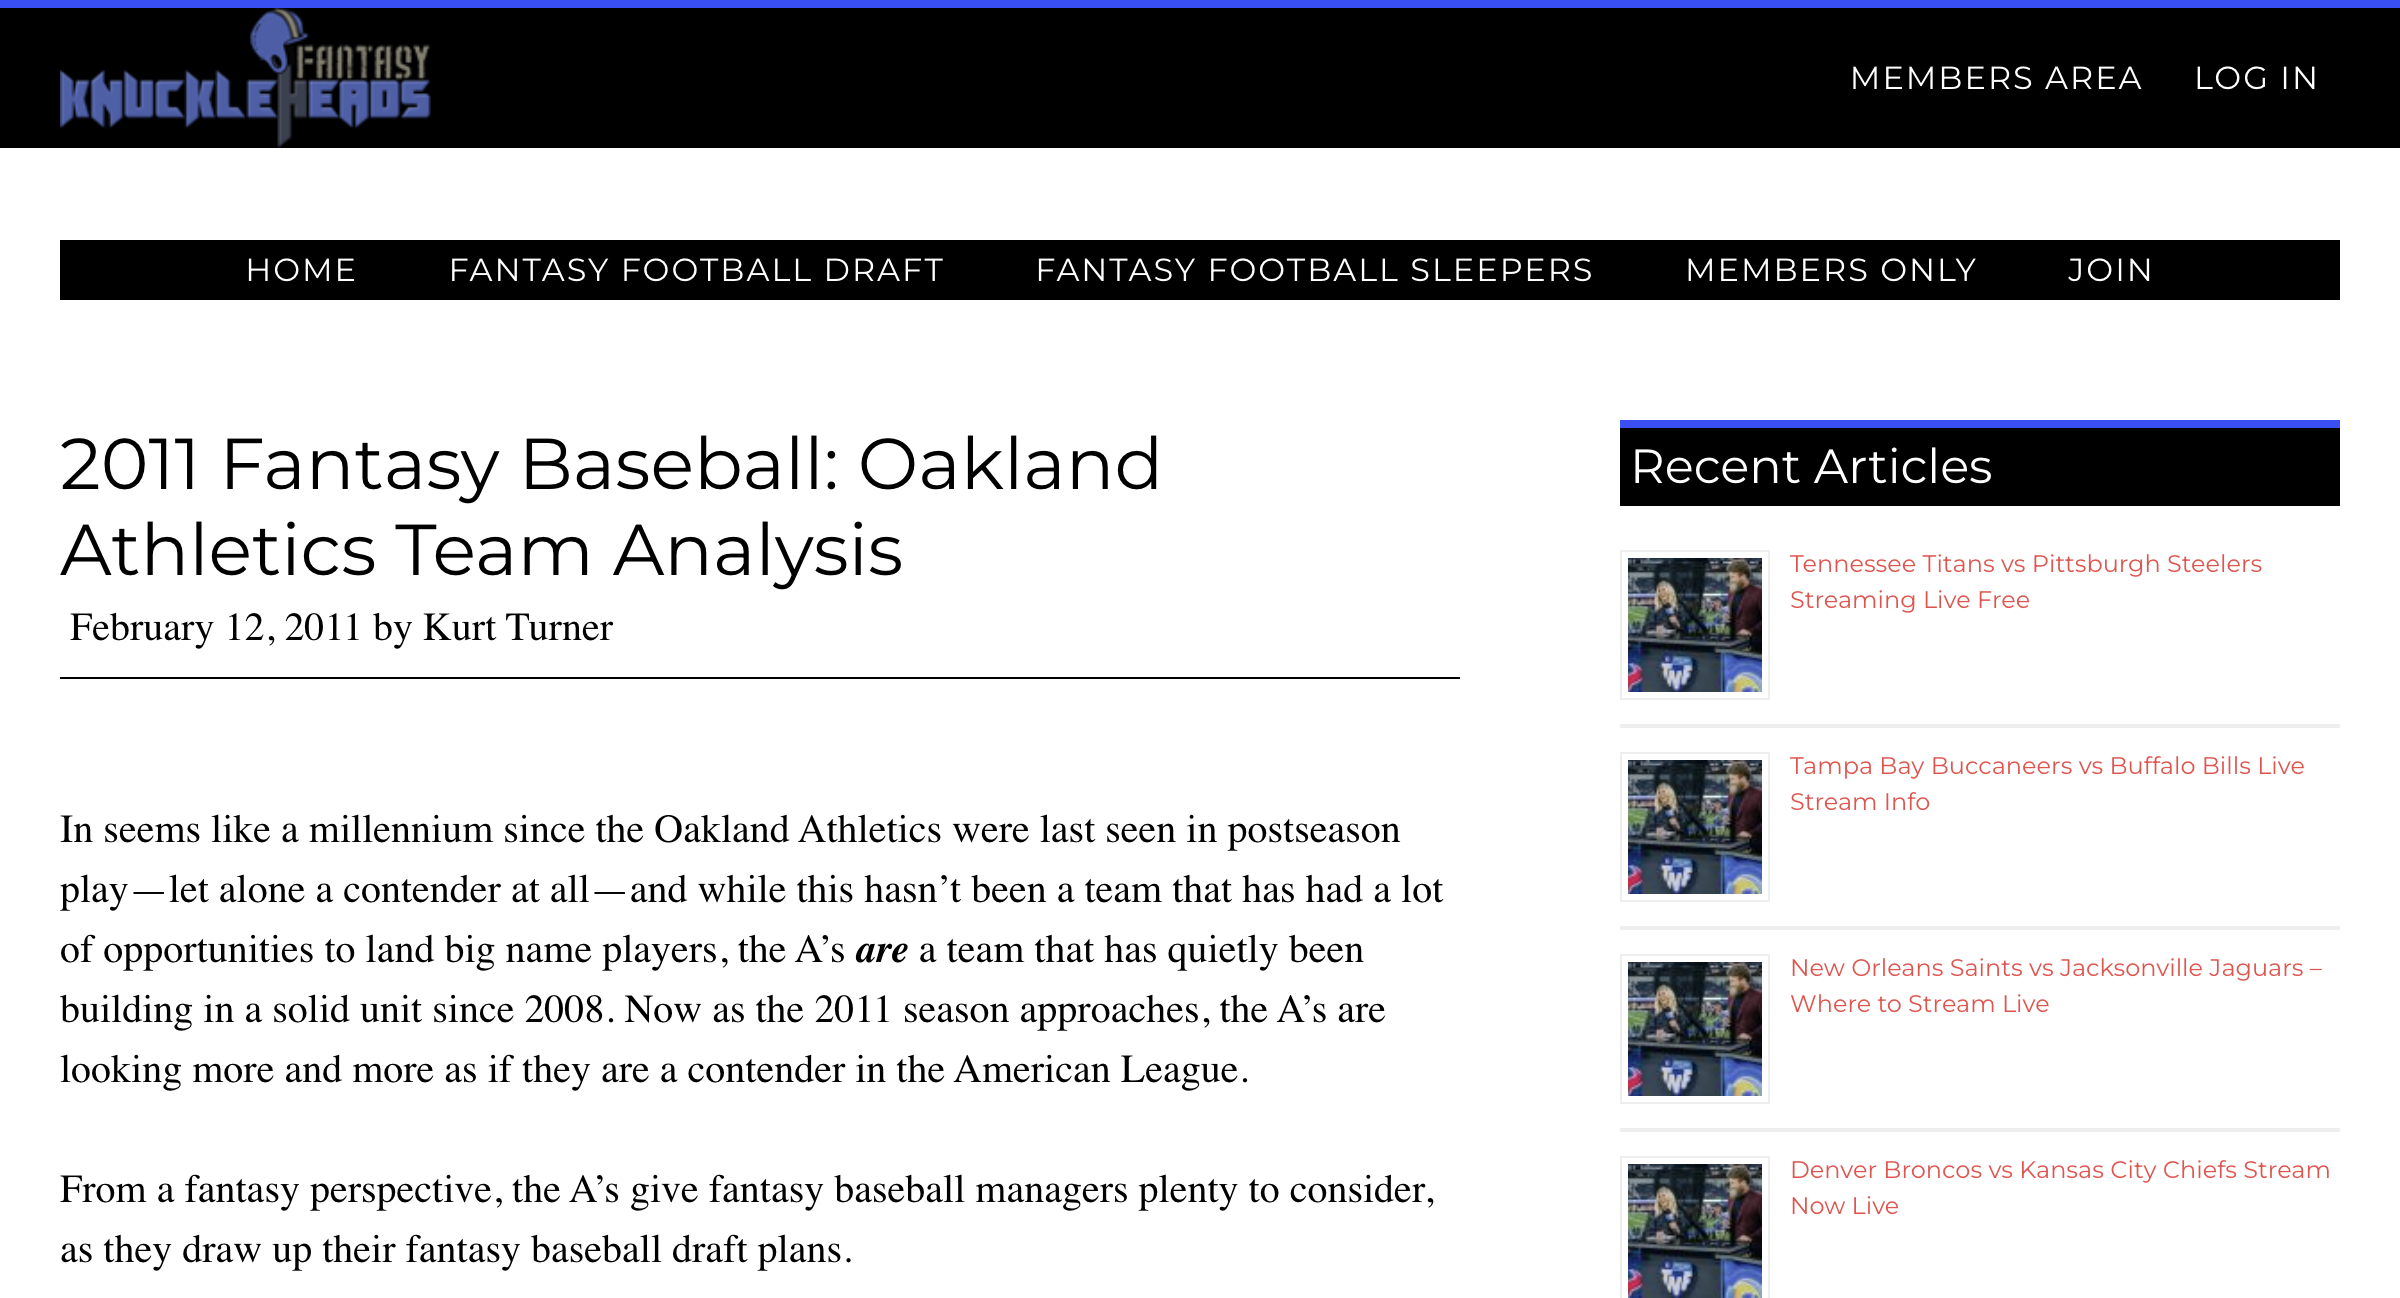 FANTASY
KNUCKLEHEADS
MEMBERS AREA LOG IN
HOME FANTASY FOOTBALL DRAFT FANTASY FOOTBALL SLEEPERS MEMBERS ONLY JOIN
2011 Fantasy Baseball: Oakland
Athletics Team Analysis
February 12, 2011 by Kurt Turner
In seems like a millennium since the Oakland Athletics were last seen in postseason
play—let alone a contender at all—and while this hasn’t been a team that has had a lot
of opportunities to land big name players, the A’s are a team that has quietly been
building in a solid unit since 2008. Now as the 2011 season approaches, the A’s are
looking more and more as if they are a contender in the American League.
From a fantasy perspective, the A’s give fantasy baseball managers plenty to consider,
as they draw up their fantasy baseball draft plans.
Recent Articles
Tennessee Titans vs Pittsburgh Steelers
Streaming Live Free
TNF
Tampa Bay Buccaneers vs Buffalo Bills Live
Stream Info
TNF
New Orleans Saints vs Jacksonville Jaguars –
Where to Stream Live
TNF
Denver Broncos vs Kansas City Chiefs Stream
Now Live
TNF